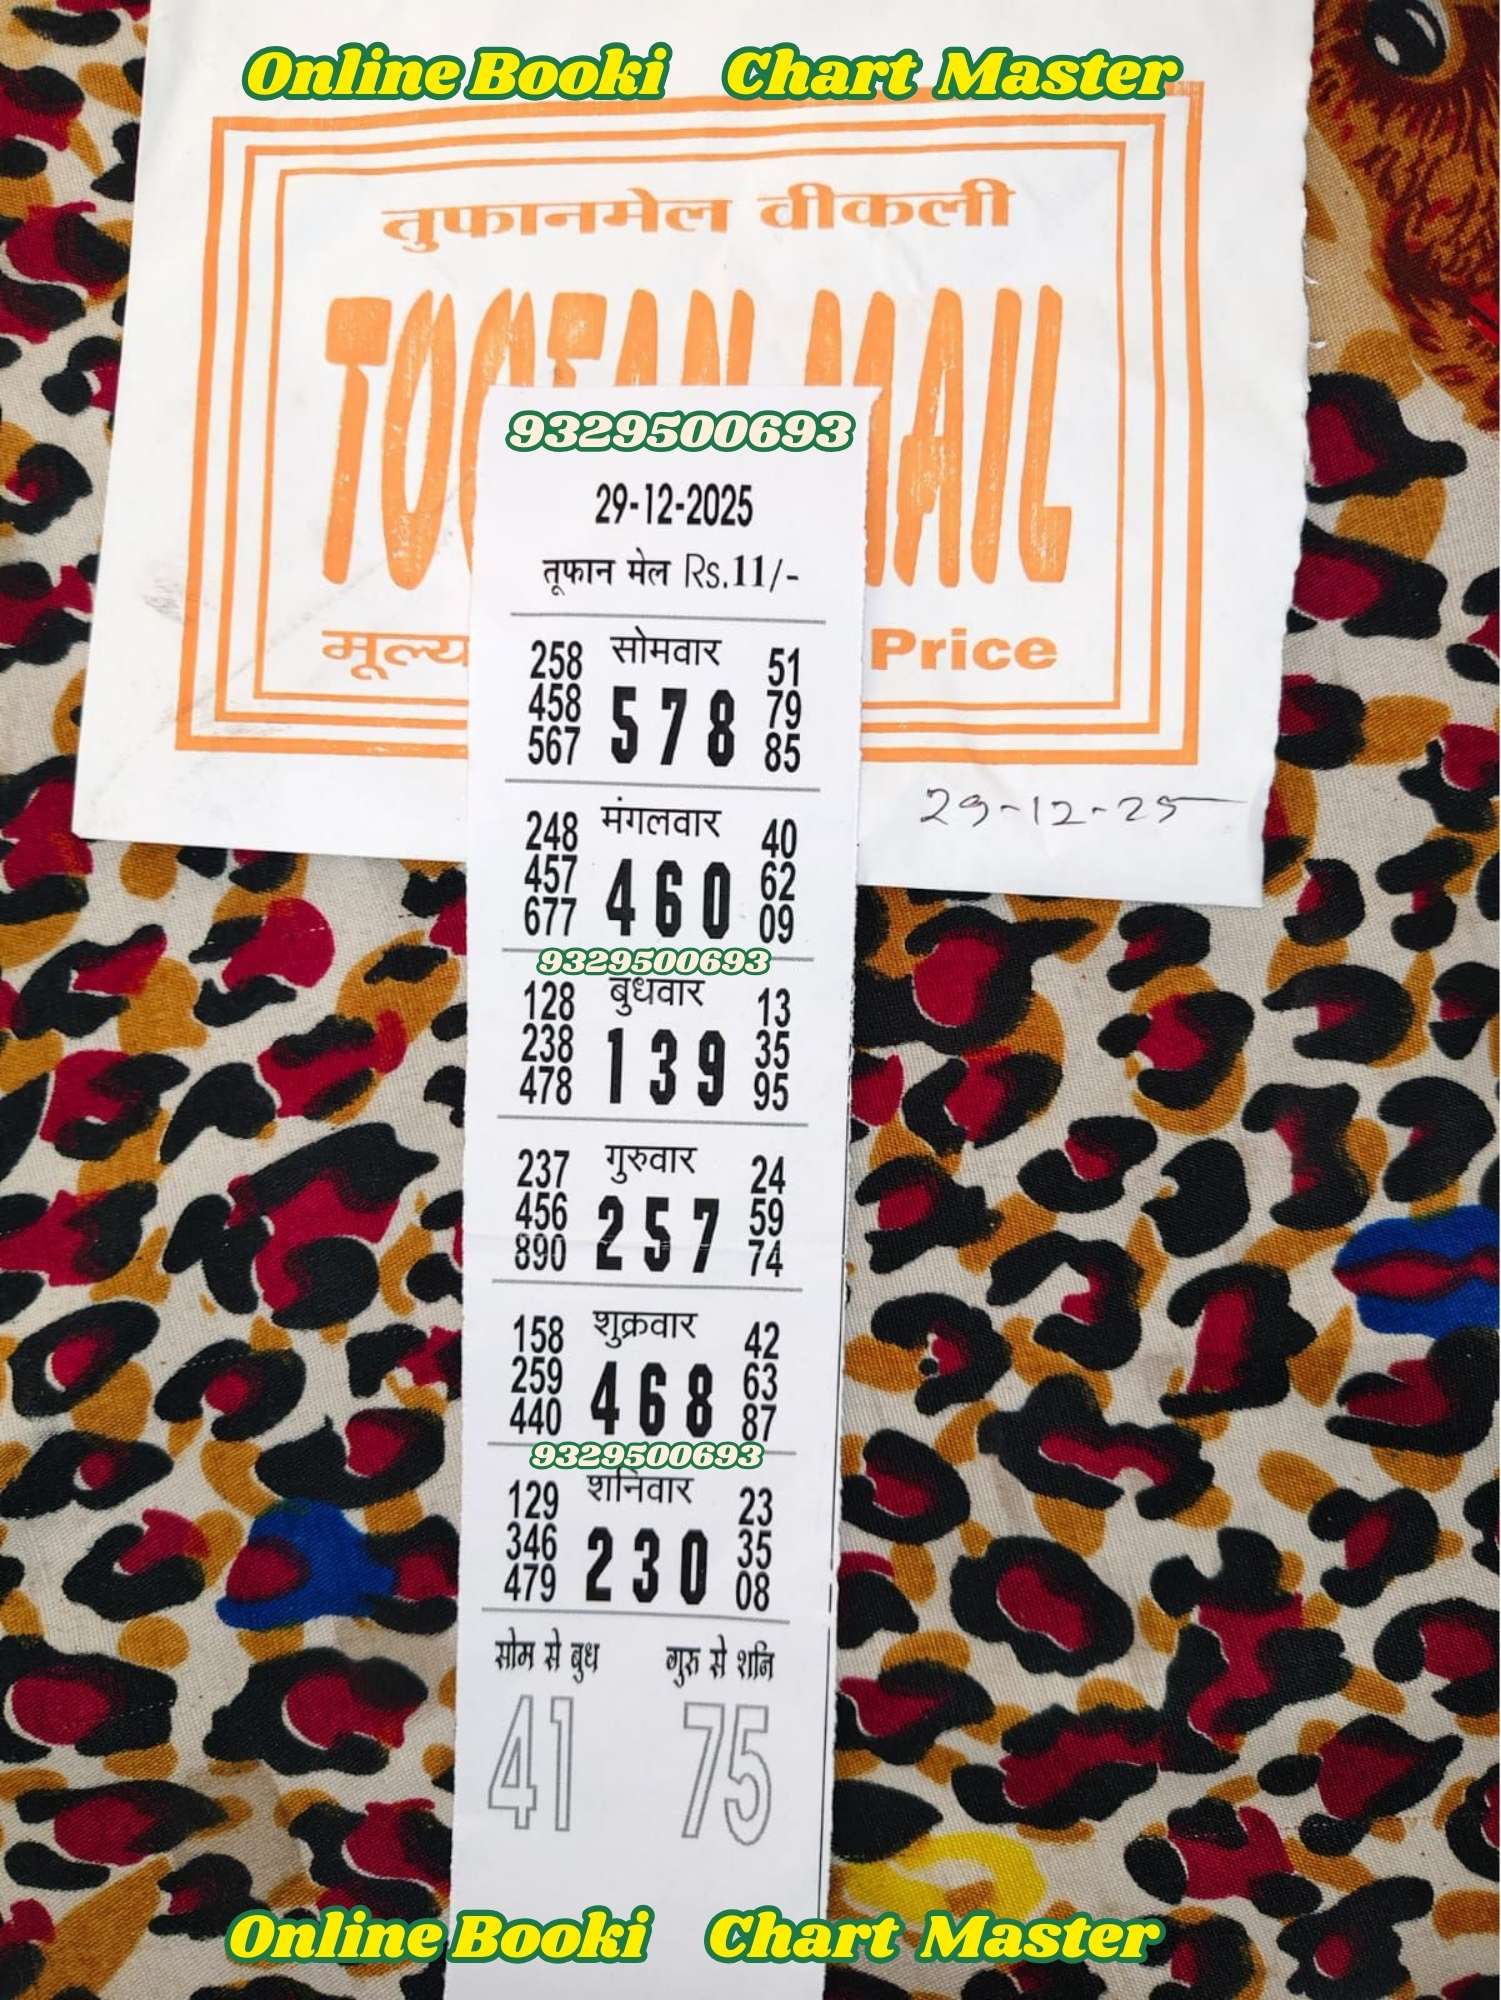 Online Booki Chart Master
तुफानमेल वीकली
TOOFAN MAIL
9329500693
29-12-2025
तूफान मेल Rs.11/-
मूल्य
Price
258 सोमवार 51
458 578 79
567 85
29-12-25
248 मंगलवार 40
457 460 62
677 09
9329500693
128 बुधवार 13
238 139 35
478 95
237 गुरुवार 24
456 257 59
890 74
158 शुक्रवार 42
259 468 63
440 87
9329500693
129 शनिवार 23
346 230 35
479 08
सोम से बुध गुरु से शनि
41 75
Online Booki Chart Master